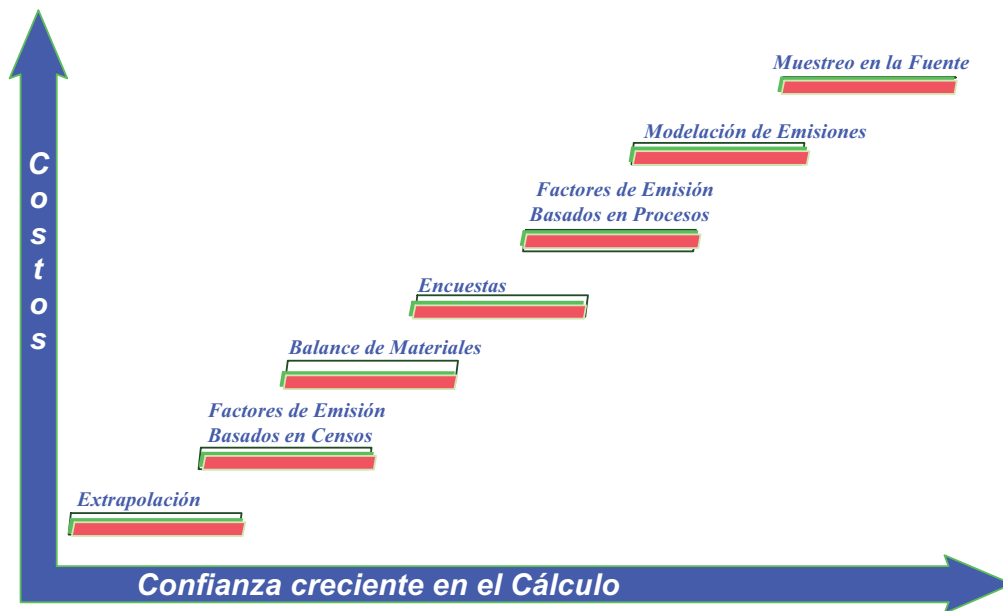 Muestreo en la Fuente
Modelación de Emisiones
Factores de Emisión
Basados en Procesos
Encuestas
Balance de Materiales
Factores de Emisión
Basados en Censos
Extrapolación
Costos
Confianza creciente en el Cálculo